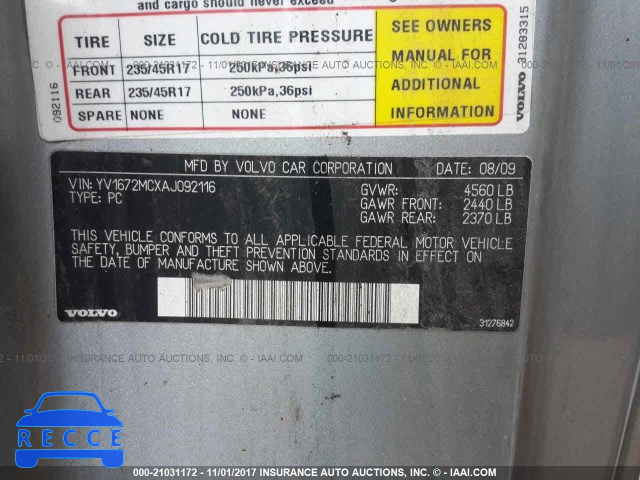 and cargo should never exceed
TIRE SIZE COLD TIRE PRESSURE
FRONT 235/45R17 250kPa,36psi
REAR 235/45R17 250kPa,36psi
SPARE NONE NONE
SEE OWNERS
MANUAL FOR
ADDITIONAL
INFORMATION
092116
VOLVO 31283315
MFD BY VOLVO CAR CORPORATION DATE: 08/09
VIN: YV1672MCXAJ092116
TYPE: PC
GVWR: 4560 LB
GAWR FRONT: 2440 LB
GAWR REAR: 2370 LB
THIS VEHICLE CONFORMS TO ALL APPLICABLE FEDERAL MOTOR VEHICLE
SAFETY, BUMPER AND THEFT PREVENTION STANDARDS IN EFFECT ON
THE DATE OF MANUFACTURE SHOWN ABOVE.
VOLVO
31276842
RECCE
000-21031172 - 11/01/2017 INSURANCE AUTO AUCTIONS, INC. - © IAAI.COM